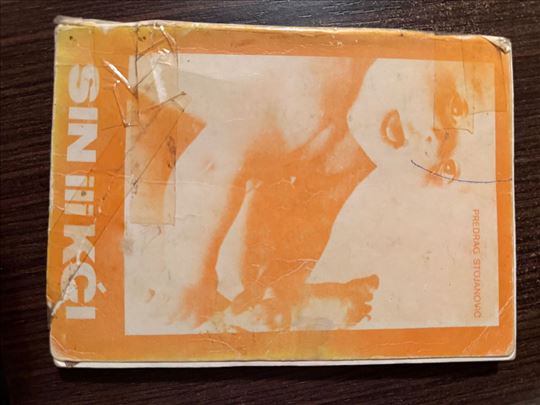 PREDRAG STOJANOVIĆ
SIN ili KĆI